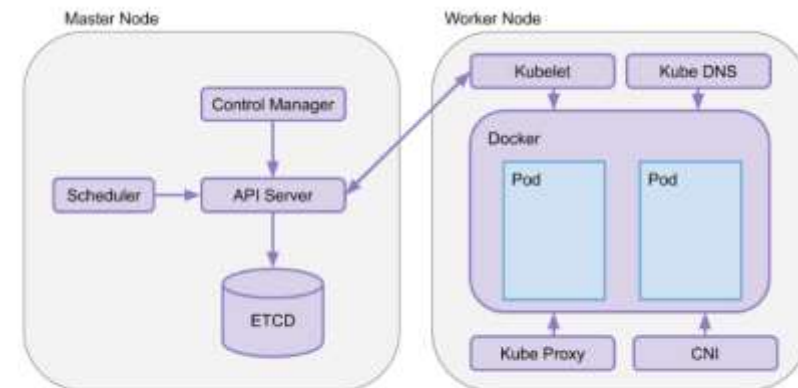 Master Node
Worker Node
Kubelet
Kube DNS
Control Manager
Docker
Scheduler
API Server
Pod
Pod
ETCD
Kube Proxy
CNI